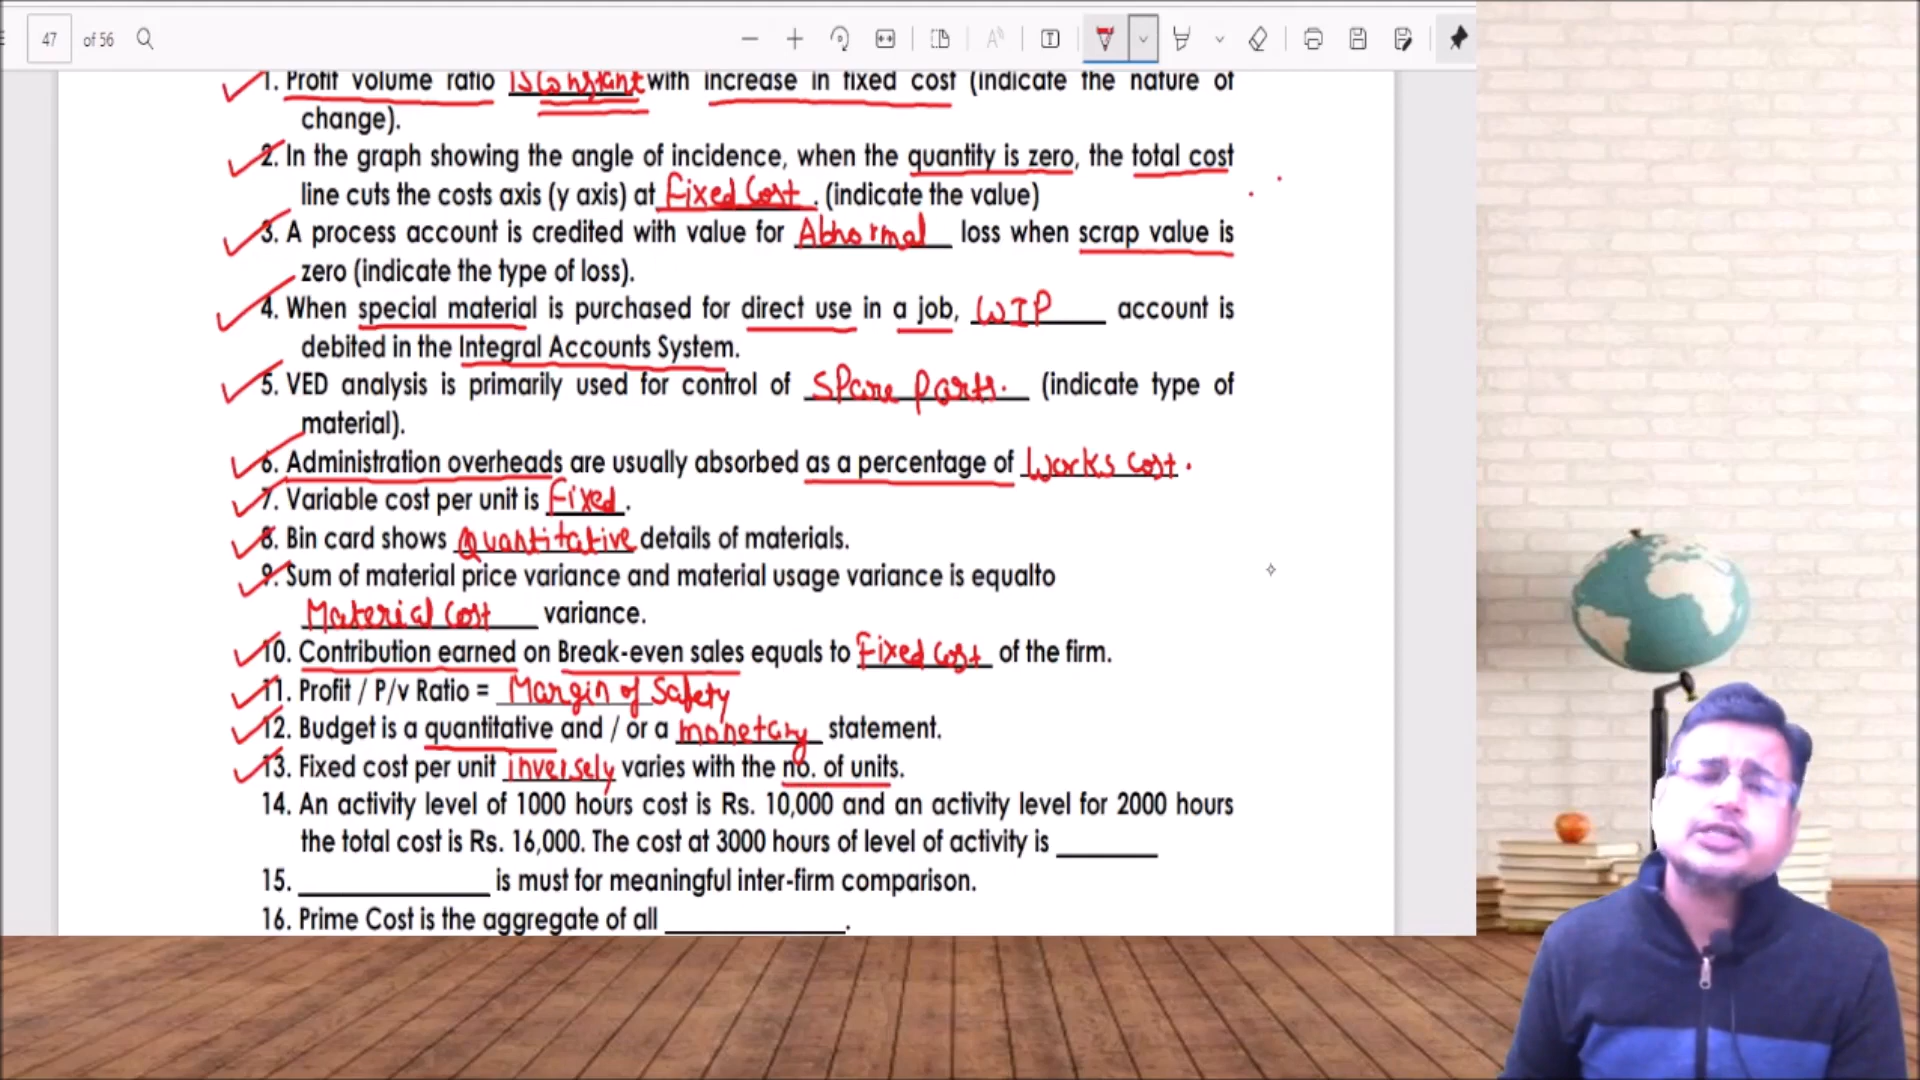 47 of 56
1. Profit volume ratio is constant with increase in fixed cost (indicate the nature of
change).
2. In the graph showing the angle of incidence, when the quantity is zero, the total cost
line cuts the costs axis (y axis) at Fixed Cost. (indicate the value)
3. A process account is credited with value for Abnormal loss when scrap value is
zero (indicate the type of loss).
4. When special material is purchased for direct use in a job, WIP account is
debited in the Integral Accounts System.
5. VED analysis is primarily used for control of Spare Parts. (indicate type of
material).
6. Administration overheads are usually absorbed as a percentage of Works Cost.
7. Variable cost per unit is Fixed.
8. Bin card shows Quantitative details of materials.
9. Sum of material price variance and material usage variance is equalto
Material Cost variance.
10. Contribution earned on Break-even sales equals to Fixed Cost of the firm.
11. Profit / P/v Ratio = Margin of Safety
12. Budget is a quantitative and / or a monetary statement.
13. Fixed cost per unit inversely varies with the no. of units.
14. An activity level of 1000 hours cost is Rs. 10,000 and an activity level for 2000 hours
the total cost is Rs. 16,000. The cost at 3000 hours of level of activity is ________
15. ______________ is must for meaningful inter-firm comparison.
16. Prime Cost is the aggregate of all _____________.